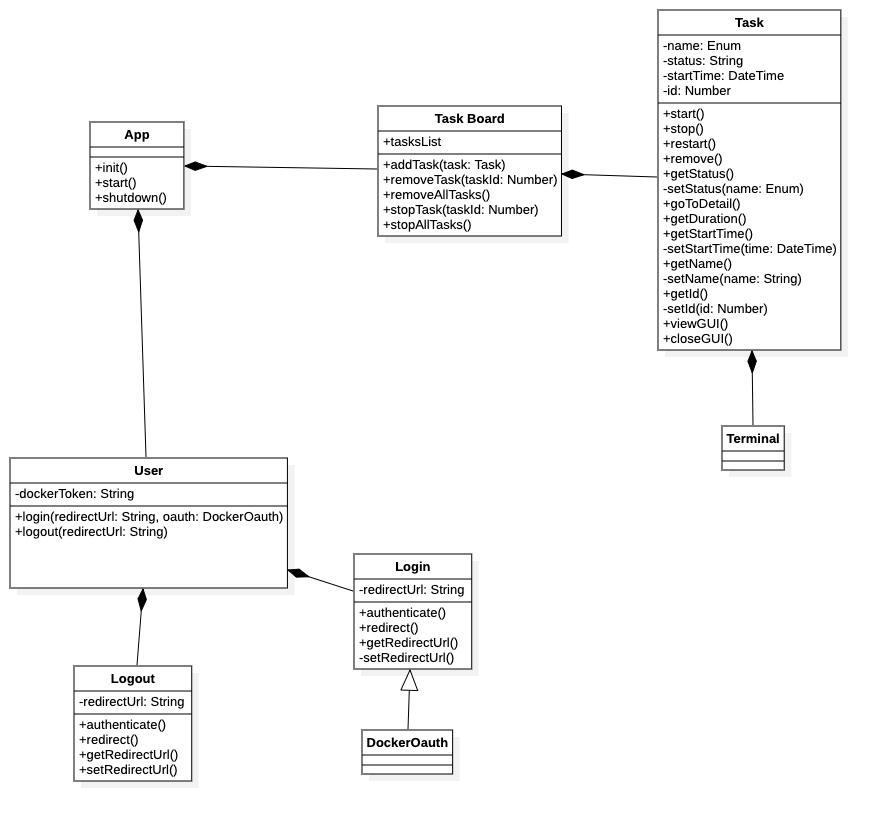 Task
-name: Enum
-status: String
-startTime: DateTime
-id: Number
+start()
+stop()
+restart()
+remove()
+getStatus()
-setStatus(name: Enum)
+goToDetail()
+getDuration()
+getStartTime()
-setStartTime(time: DateTime)
+getName()
-setName(name: String)
+getId()
-setId(id: Number)
+viewGUI()
+closeGUI()
Task Board
+tasksList
+addTask(task: Task)
+removeTask(taskId: Number)
+removeAllTasks()
+stopTask(taskId: Number)
+stopAllTasks()
App
+init()
+start()
+shutdown()
Terminal
User
-dockerToken: String
+login(redirectUrl: String, oauth: DockerOauth)
+logout(redirectUrl: String)
Login
-redirectUrl: String
+authenticate()
+redirect()
+getRedirectUrl()
-setRedirectUrl()
Logout
-redirectUrl: String
+authenticate()
+redirect()
+getRedirectUrl()
+setRedirectUrl()
DockerOauth